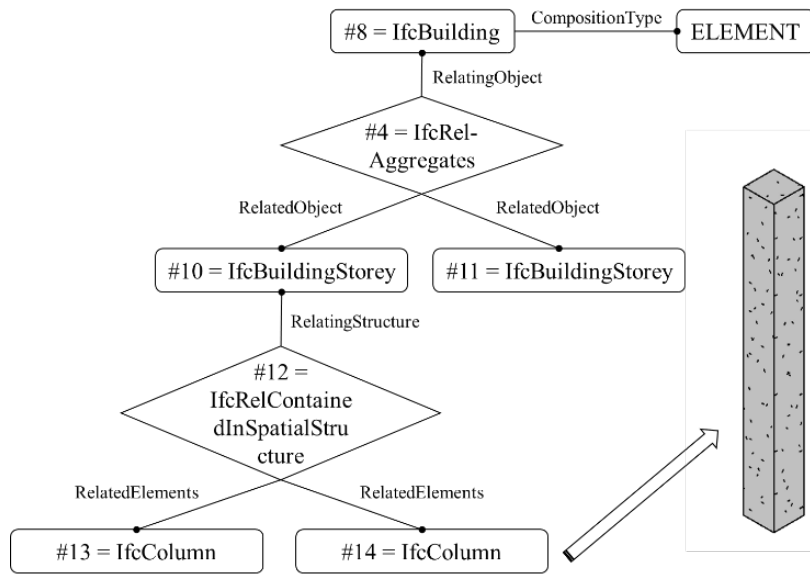 CompositionType
#8 = IfcBuilding
ELEMENT
RelatingObject
#4 = IfcRel-
Aggregates
RelatedObject
RelatedObject
#10 = IfcBuildingStorey
#11 = IfcBuildingStorey
RelatingStructure
#12 =
IfcRelContaine
dInSpatialStru
cture
RelatedElements
RelatedElements
#13 = IfcColumn
#14 = IfcColumn